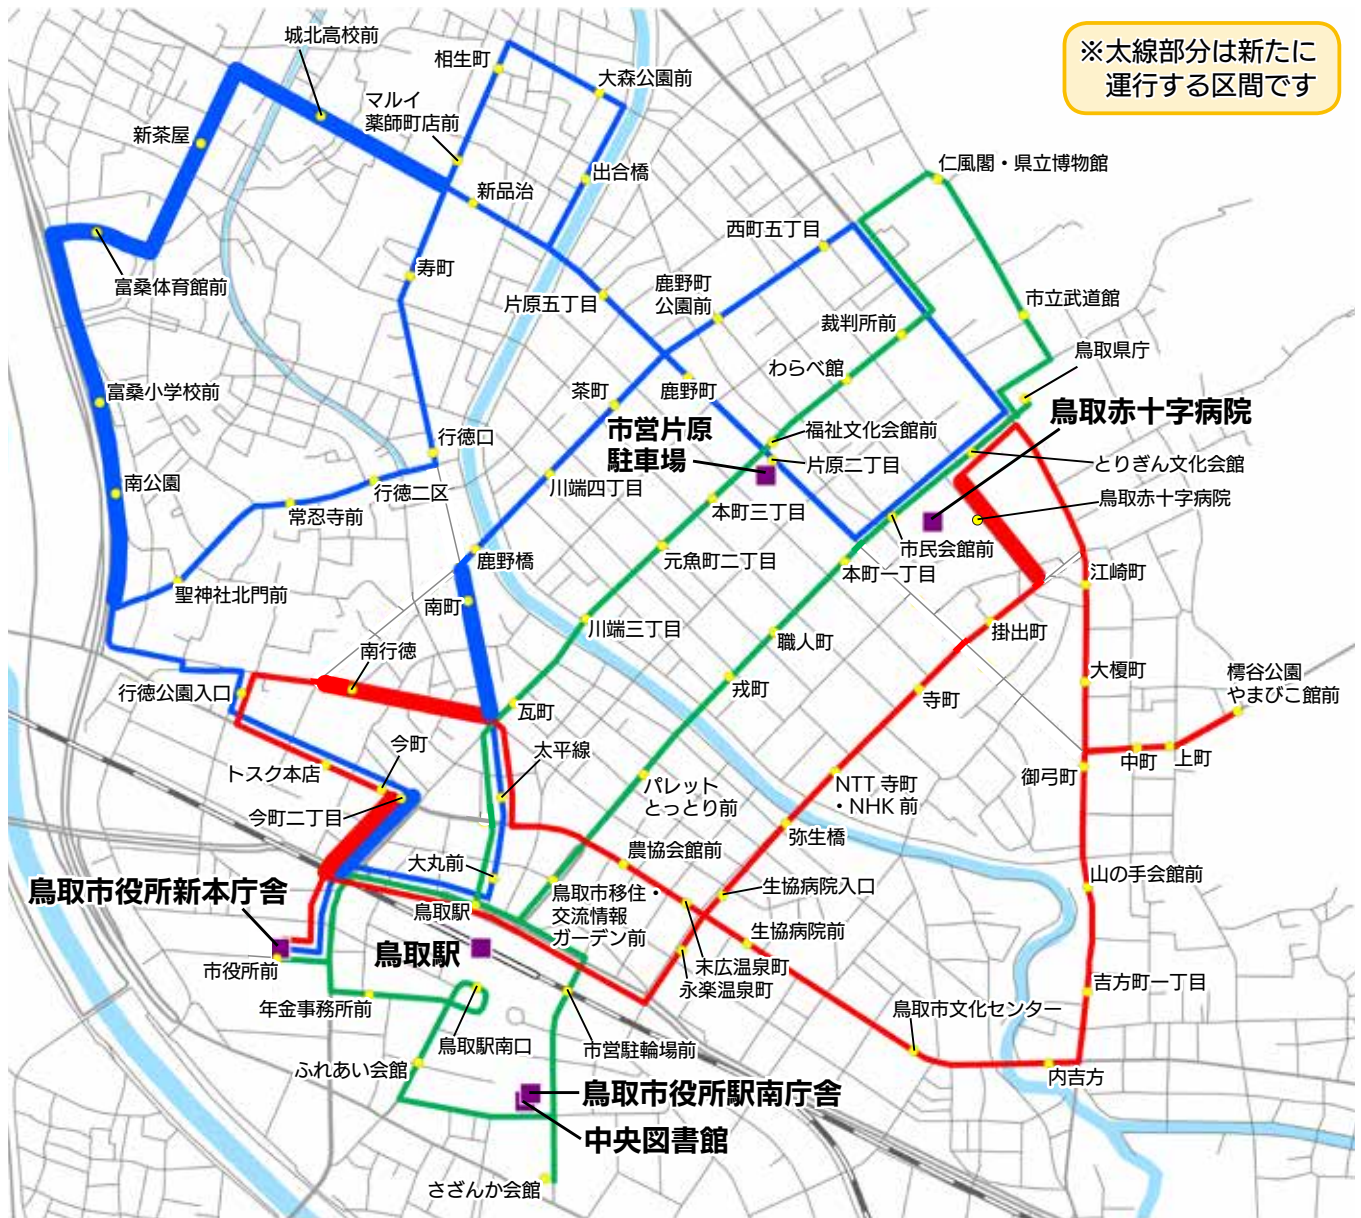 ※太線部分は新たに
運行する区間です
城北高校前
相生町
大森公園前
マルイ
薬師町店前
新茶屋
出合橋
新品治
仁風閣・県立博物館
西町五丁目
寿町
富桑体育館前
片原五丁目
鹿野町
公園前
市立武道館
裁判所前
鳥取県庁
わらべ館
富桑小学校前
茶町
鹿野町
鳥取赤十字病院
市営片原
駐車場
福祉文化会館前
行徳口
片原二丁目
とりぎん文化会館
南公園
行徳二区
川端四丁目
鳥取赤十字病院
常忍寺前
本町三丁目
市民会館前
鹿野橋
元魚町二丁目
本町一丁目
江崎町
聖神社北門前
南町
川端三丁目
掛出町
職人町
南行徳
大榎町
樗谷公園
やまびこ館前
行徳公園入口
戎町
寺町
瓦町
今町
太平線
トスク本店
中町
上町
御弓町
パレット
とっとり前
NTT 寺町
・NHK 前
今町二丁目
弥生橋
大丸前
農協会館前
山の手会館前
鳥取市役所新本庁舎
鳥取市移住・
交流情報
ガーデン前
生協病院入口
鳥取駅
鳥取駅
生協病院前
市役所前
末広温泉町
永楽温泉町
吉方町一丁目
年金事務所前
鳥取市文化センター
鳥取駅南口
市営駐輪場前
ふれあい会館
内吉方
鳥取市役所駅南庁舎
中央図書館
さざんか会館